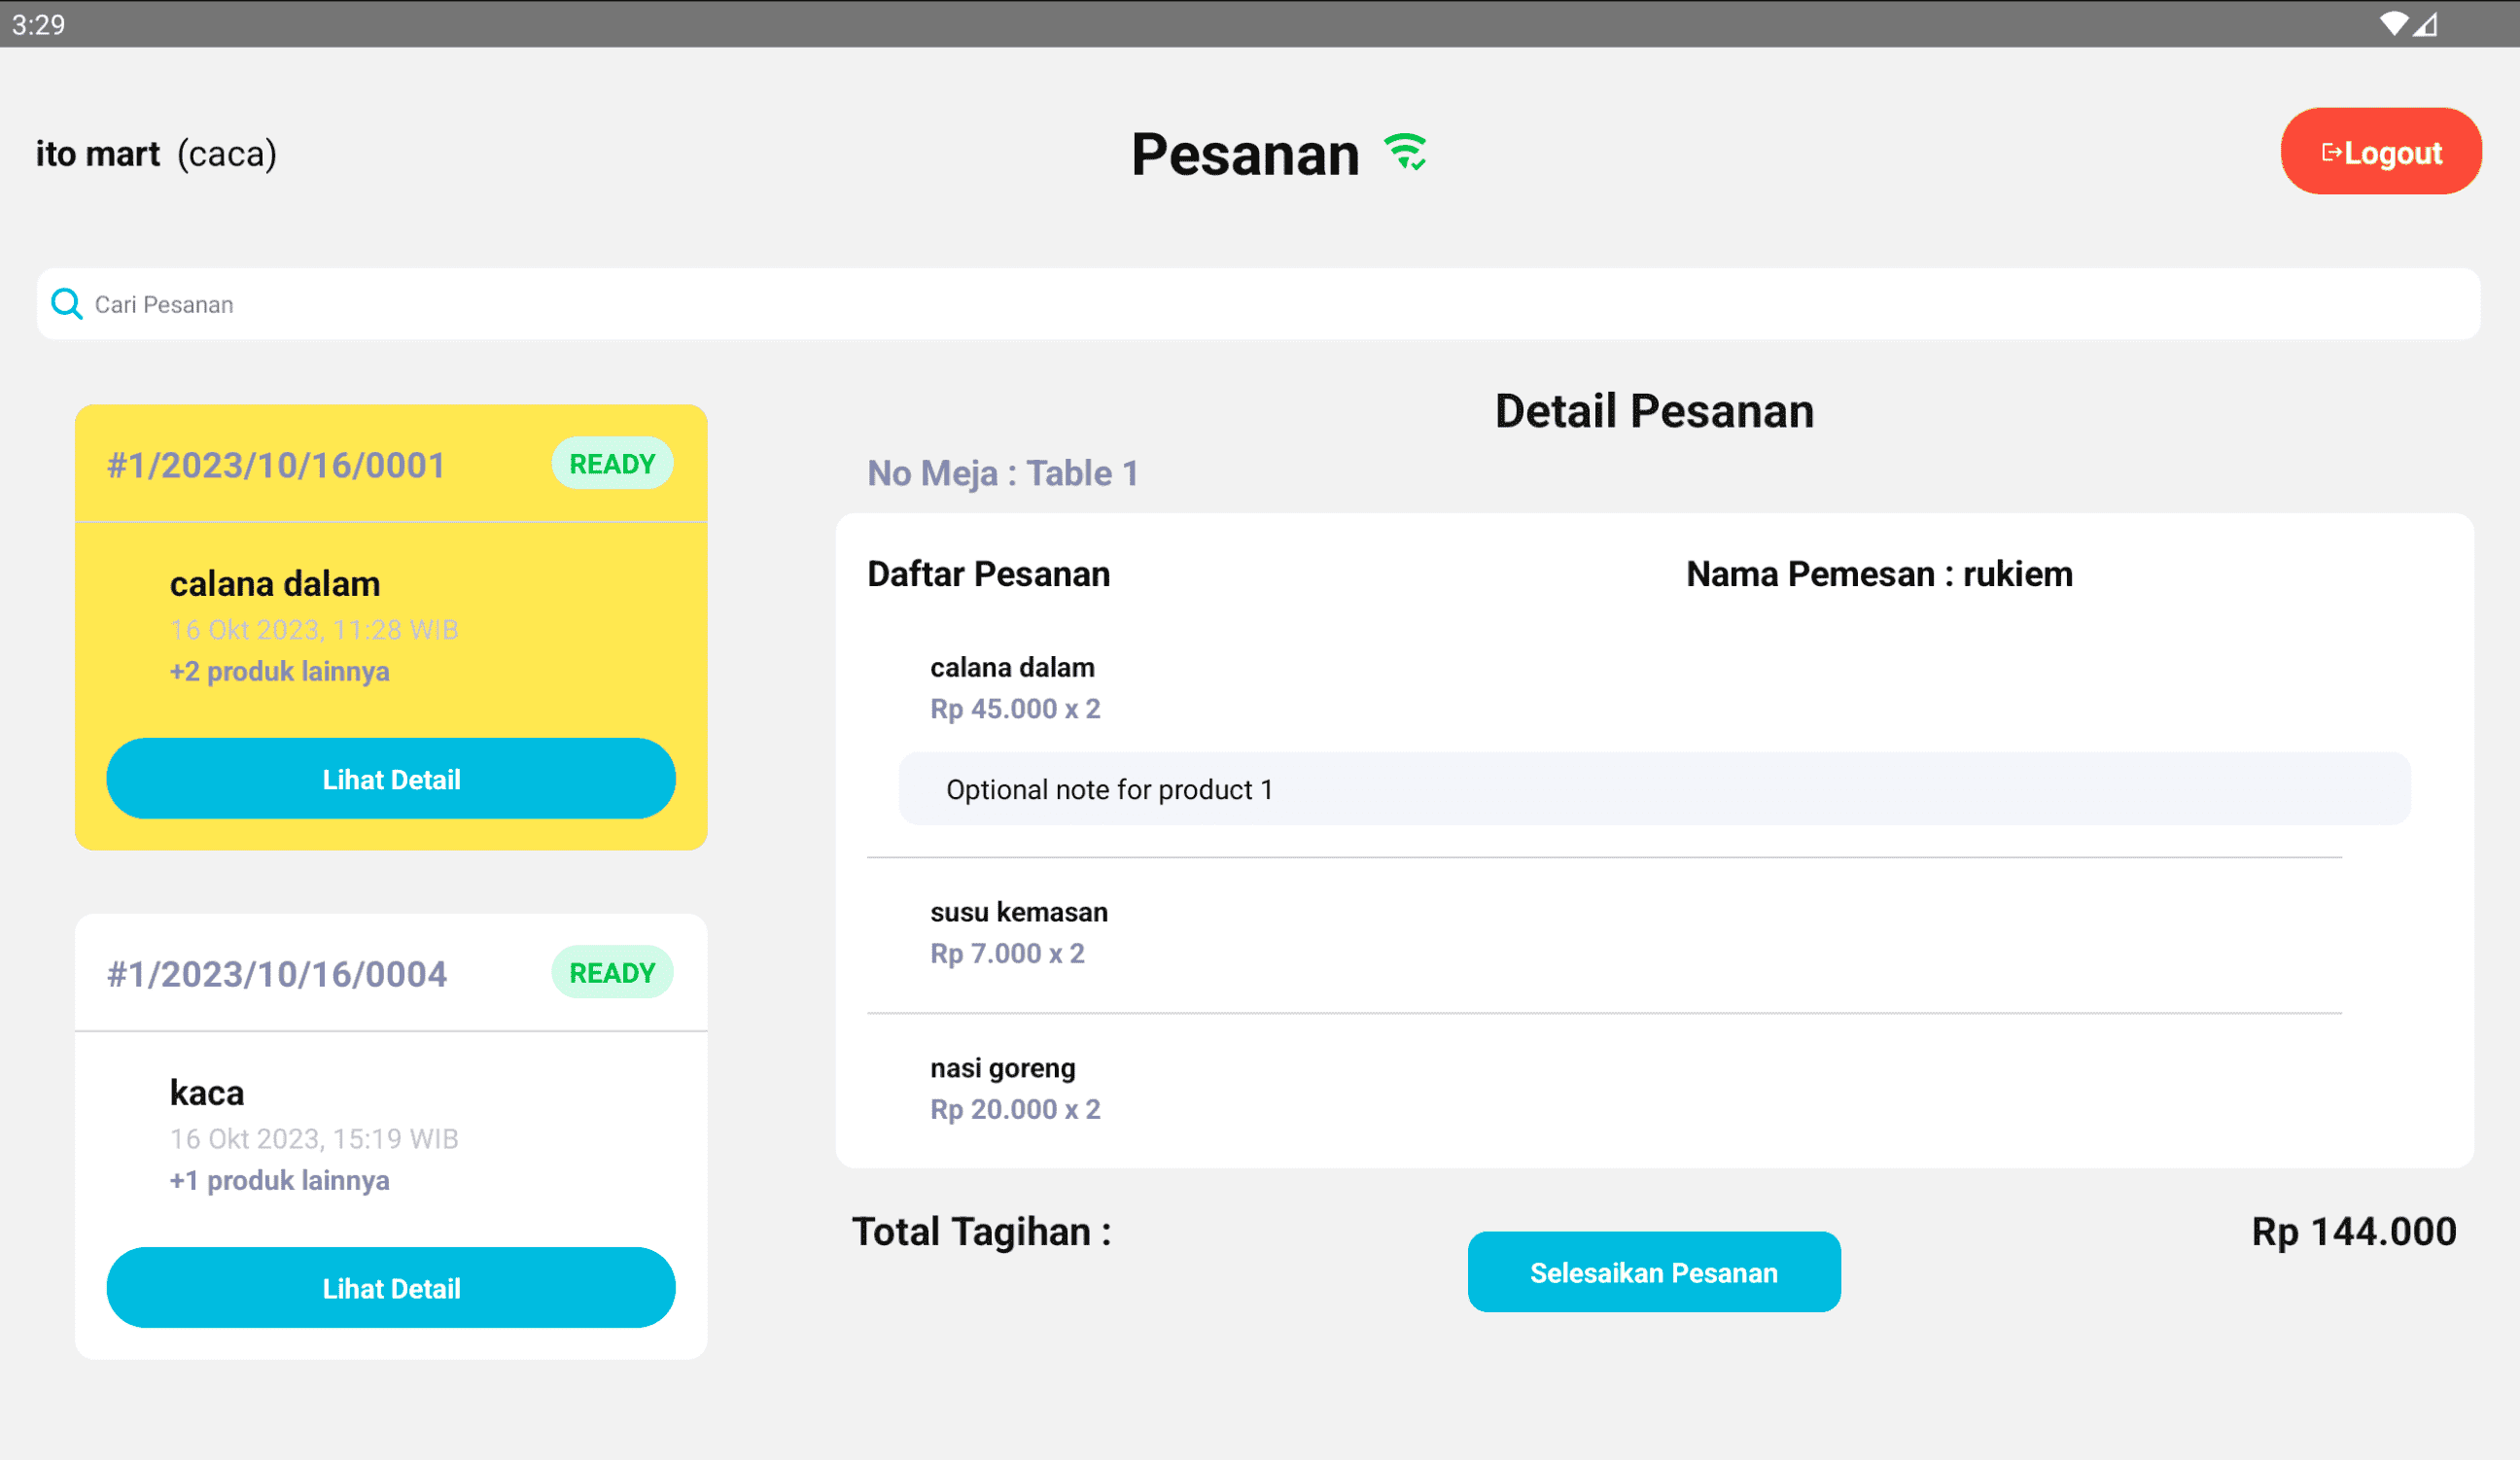 3:29
ito mart (caca)
Pesanan
Logout
Cari Pesanan
#1/2023/10/16/0001
READY
calana dalam
16 Okt 2023, 11:28 WIB
+2 produk lainnya
Lihat Detail
#1/2023/10/16/0004
READY
kaca
16 Okt 2023, 15:19 WIB
+1 produk lainnya
Lihat Detail
Detail Pesanan
No Meja : Table 1
Daftar Pesanan
Nama Pemesan : rukiem
calana dalam
Rp 45.000 x 2
Optional note for product 1
susu kemasan
Rp 7.000 x 2
nasi goreng
Rp 20.000 x 2
Total Tagihan :
Rp 144.000
Selesaikan Pesanan